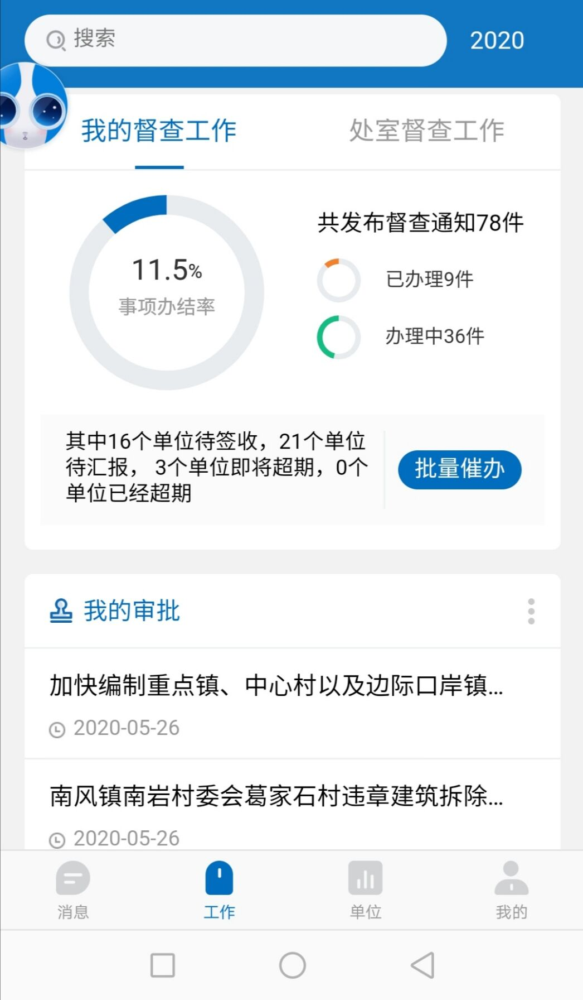 搜索
2020
我的督查工作
处室督查工作
11.5%
事项办结率
共发布督查通知78件
已办理9件
办理中36件
其中16个单位待签收，21个单位
待汇报， 3个单位即将超期，0个
单位已经超期
批量催办
我的审批
加快编制重点镇、中心村以及边际口岸镇...
2020-05-26
南风镇南岩村委会葛家石村违章建筑拆除...
2020-05-26
消息
工作
单位
我的